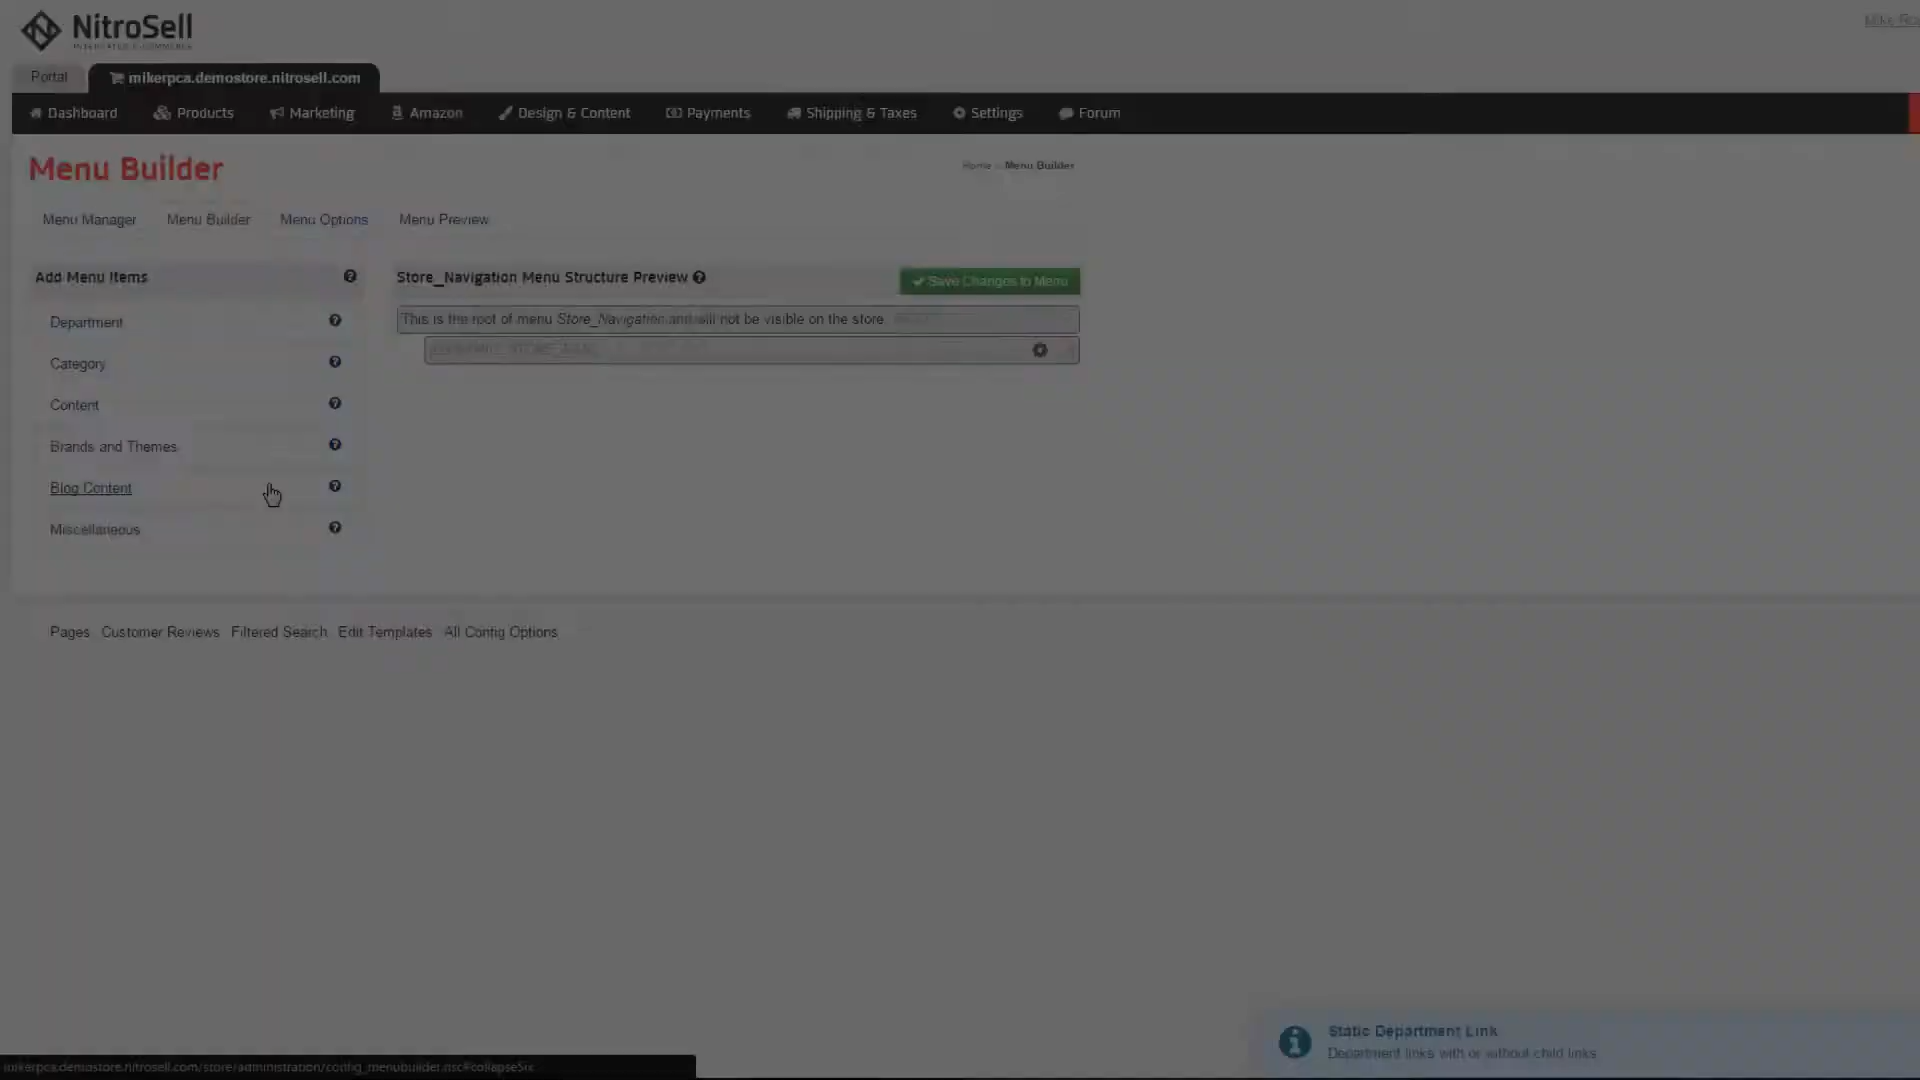 NitroSell
INTEGRATED E-COMMERCE
Mike
Portal
mikerpca.demostore.nitrosell.com
Dashboard Products Marketing Amazon Design & Content Payments Shipping & Taxes Settings Forum
Menu Builder
Home Menu Builder
Menu Manager Menu Builder Menu Options Menu Preview
Add Menu Items
Store_Navigation Menu Structure Preview
Save Changes to Menu
Department
This is the root of menu Store_Navigation and will not be visible on the store.
Category
Content
Brands and Themes
Blog Content
Miscellaneous
Pages Customer Reviews Filtered Search Edit Templates All Config Options
Static Department Link
Department links with or without child links
mikerpca.demostore.nitrosell.com/store/administration/config_menubuilder.nsc#collapseSix